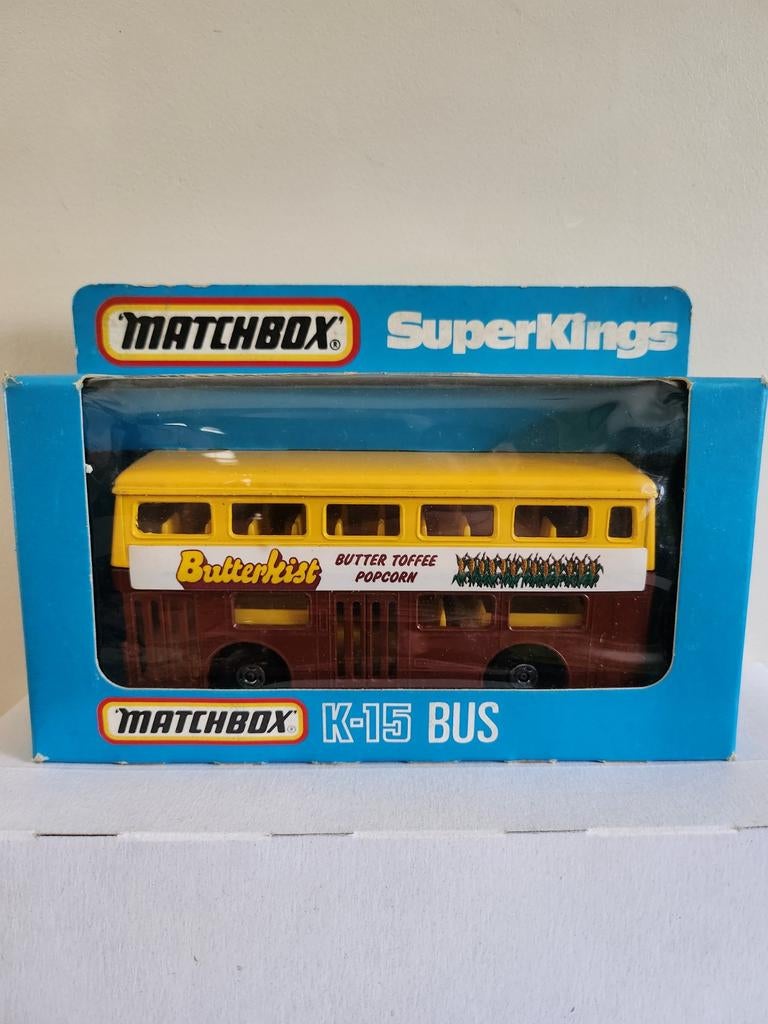 'MATCHBOX' ®
SuperKings
Butterkist
BUTTER TOFFEE
POPCORN
'MATCHBOX' ®
K-15 BUS